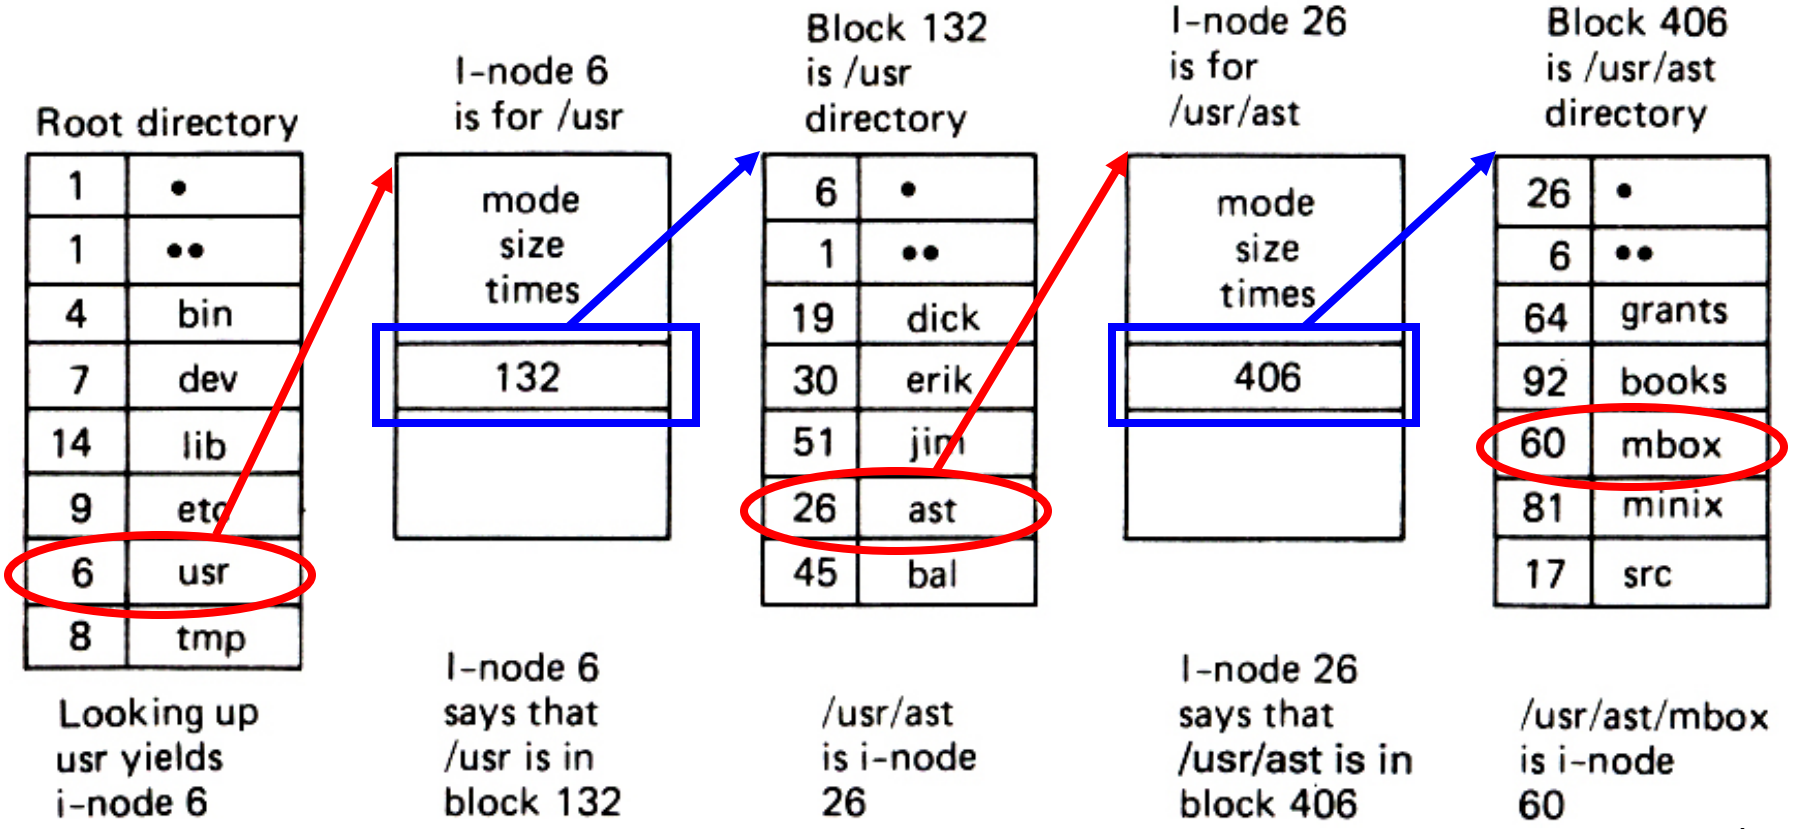 Root directory
1 •
1 ••
4 bin
7 dev
14 lib
9 etc
6 usr
8 tmp
Looking up
usr yields
i-node 6
I-node 6
is for /usr
mode
size
times
132
I-node 6
says that
/usr is in
block 132
Block 132
is /usr
directory
6 •
1 ••
19 dick
30 erik
51 jim
26 ast
45 bal
/usr/ast
is i-node
26
I-node 26
is for
/usr/ast
mode
size
times
406
I-node 26
says that
/usr/ast is in
block 406
Block 406
is /usr/ast
directory
26 •
6 ••
64 grants
92 books
60 mbox
81 minix
17 src
/usr/ast/mbox
is i-node
60